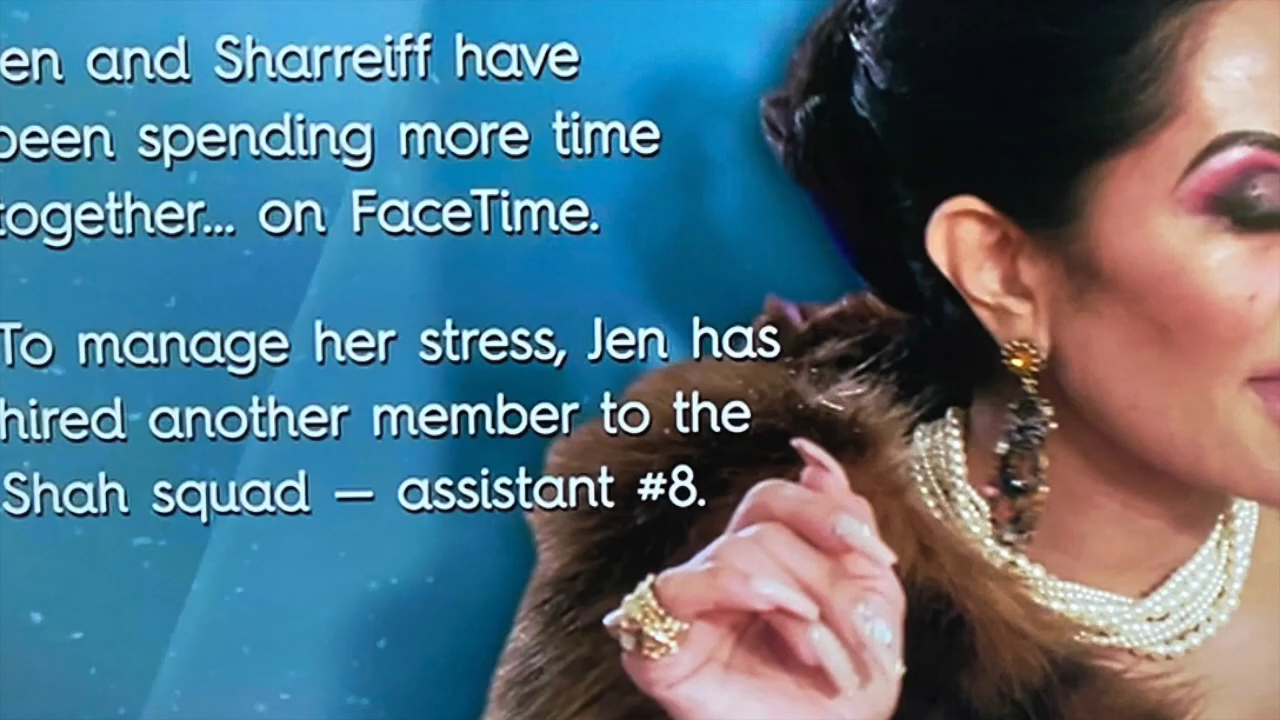 en and Sharreiff have
been spending more time
together... on FaceTime.
To manage her stress, Jen has
hired another member to the
Shah squad – assistant #8.